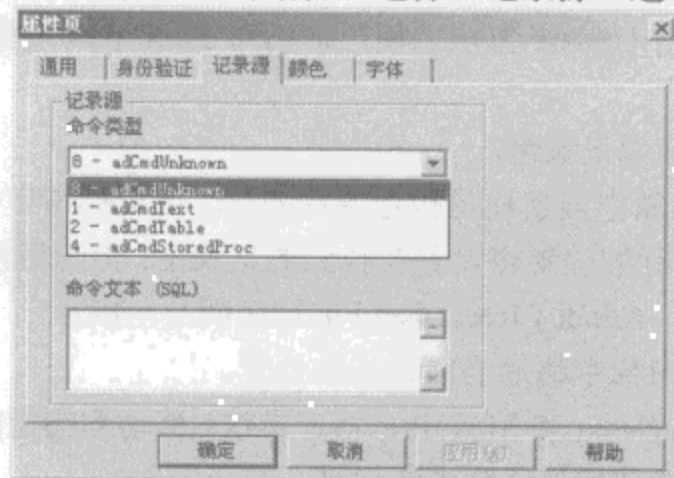 属性页
通用 身份验证 记录源 颜色 字体
记录源
命令类型
8 - adCmdUnknown
8 - adCmdUnknown
1 - adCmdText
2 - adCmdTable
4 - adCmdStoredProc
命令文本 (SQL)
确定 取消 应用(A) 帮助